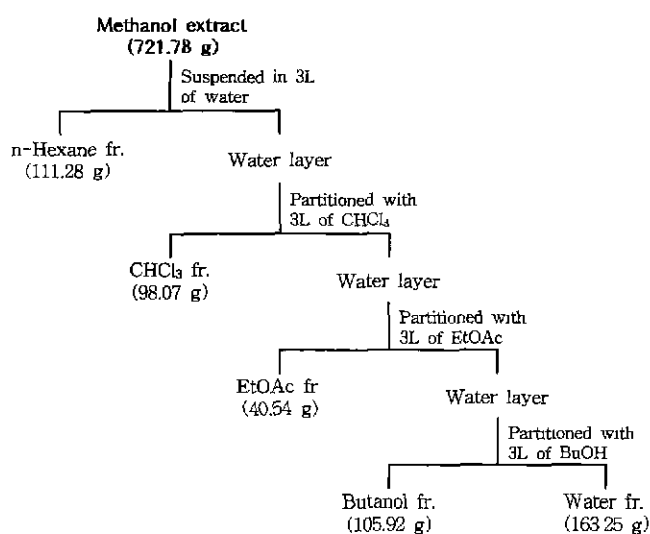 Methanol extract
(721.78 g)
Suspended in 3L
of water
n-Hexane fr.
(111.28 g)
Water layer
Partitioned with
3L of CHCl₃
CHCl₃ fr.
(98.07 g)
Water layer
Partitioned with
3L of EtOAc
EtOAc fr
(40.54 g)
Water layer
Partitioned with
3L of BuOH
Butanol fr.
(105.92 g)
Water fr.
(163 25 g)